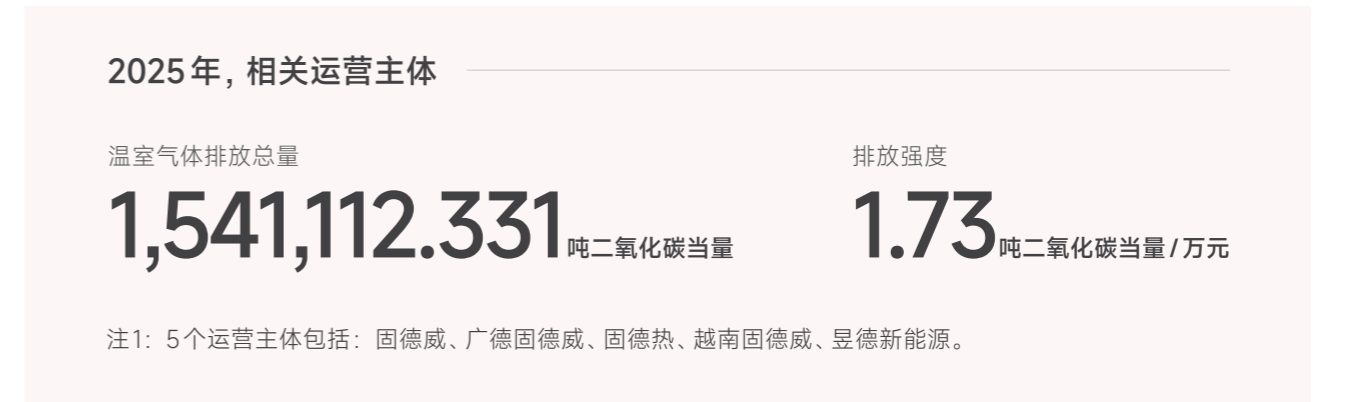 2025年，相关运营主体
温室气体排放总量
1,541,112.331吨二氧化碳当量
排放强度
1.73吨二氧化碳当量/万元
注1：5个运营主体包括：固德威、广德固德威、固德热、越南固德威、昱德新能源。